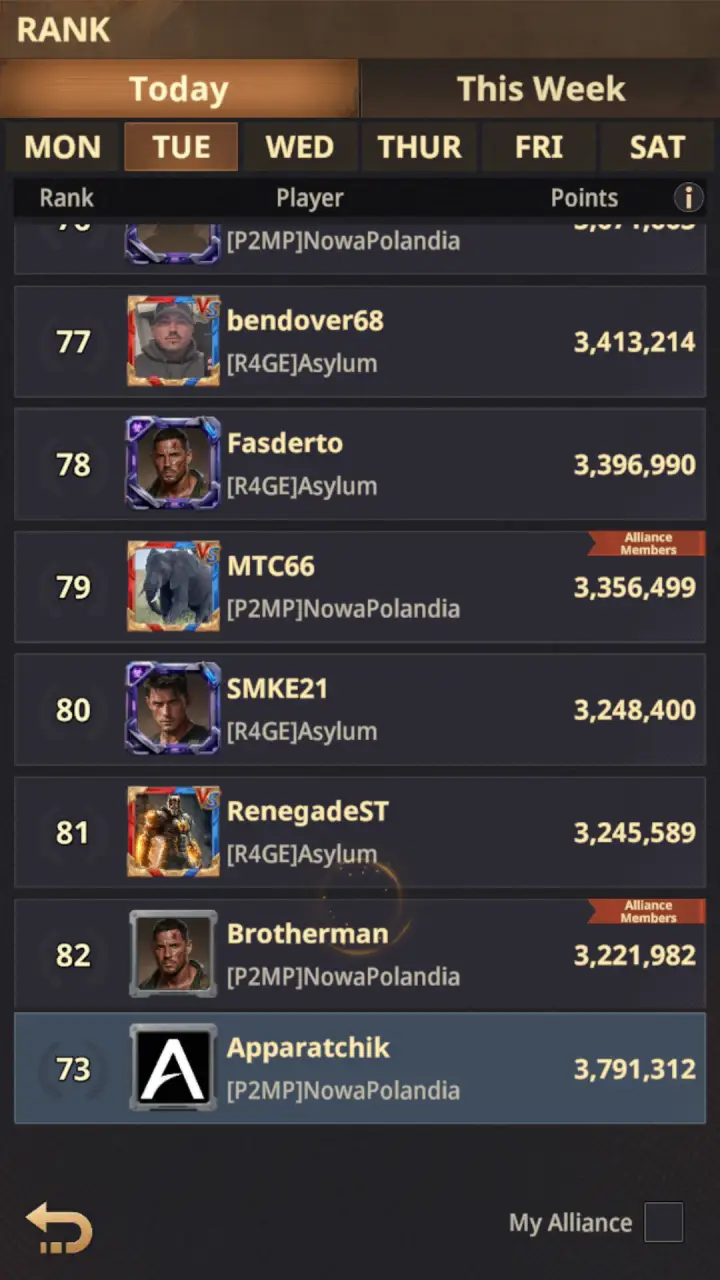 RANK
Today
This Week
MON TUE WED THUR FRI SAT
Rank Player Points i
[P2MP]NowaPolandia
77
bendover68
[R4GE]Asylum
3,413,214
78
Fasderto
[R4GE]Asylum
3,396,990
79
MTC66
[P2MP]NowaPolandia
Alliance
Members
3,356,499
80
SMKE21
[R4GE]Asylum
3,248,400
81
RenegadeST
[R4GE]Asylum
3,245,589
82
Brotherman
[P2MP]NowaPolandia
Alliance
Members
3,221,982
73
Apparatchik
[P2MP]NowaPolandia
3,791,312
My Alliance